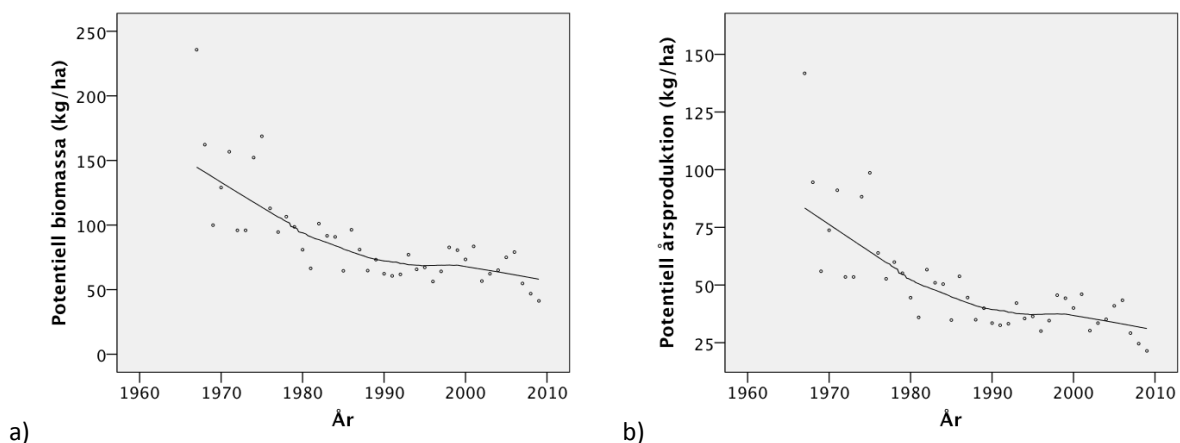 Potentiell biomassa (kg/ha)
250
200
150
100
50
0
1960 1970 1980 1990 2000 2010
År
a)
Potentiell årsproduktion (kg/ha)
150
125
100
75
50
25
1960 1970 1980 1990 2000 2010
År
b)